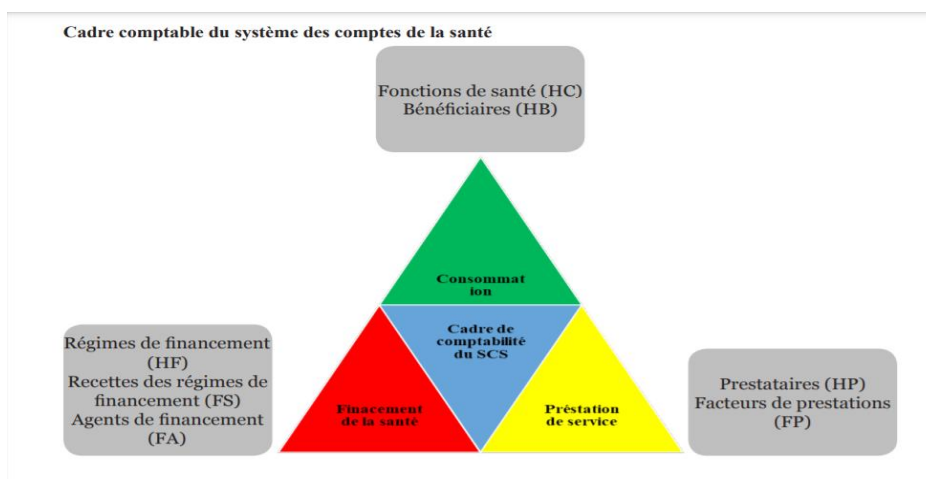 Cadre comptable du système des comptes de la santé
Fonctions de santé (HC)
Bénéficiaires (HB)
Consommat
ion
Cadre de
comptabilité
du SCS
Régimes de financement
(HF)
Recettes des régimes de
financement (FS)
Agents de financement
(FA)
Finacement
de la santé
Préstation
de service
Prestataires (HP)
Facteurs de prestations
(FP)